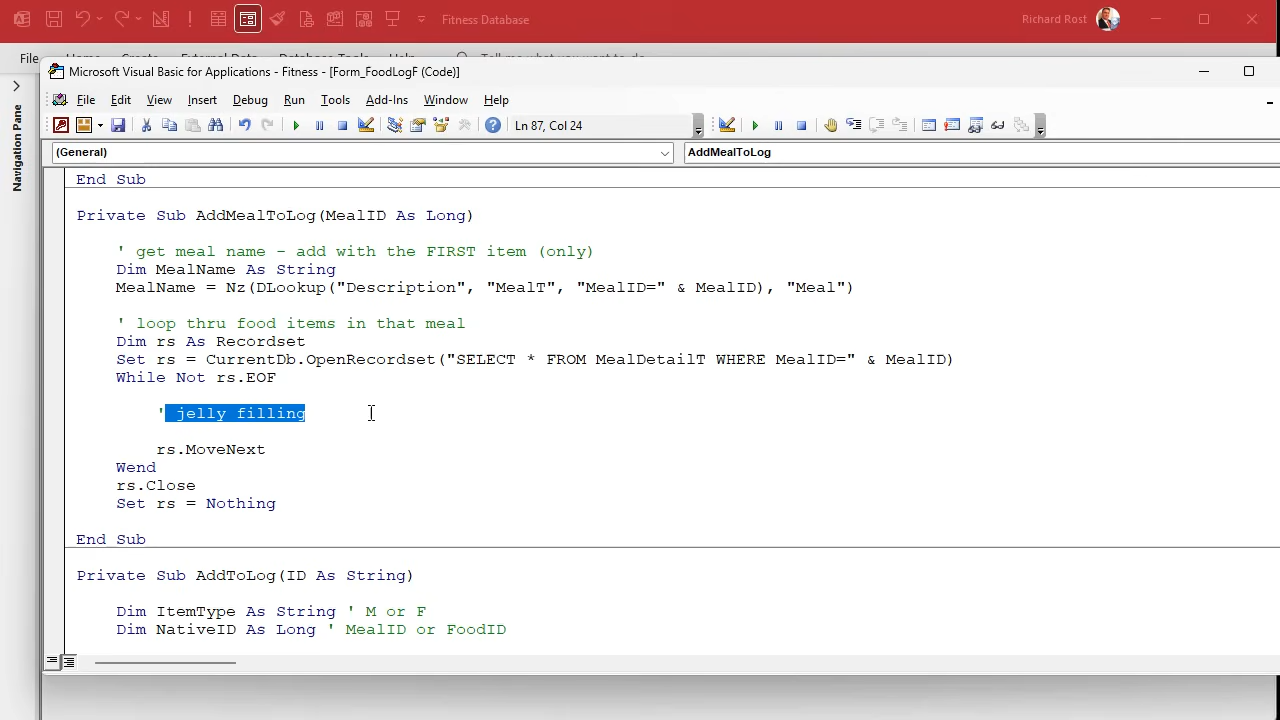 Fitness Database
Richard Rost
File
Microsoft Visual Basic for Applications - Fitness - [Form_FoodLogF (Code)]
File Edit View Insert Debug Run Tools Add-Ins Window Help
Ln 87, Col 24
(General)
AddMealToLog
Navigation Pane
End Sub
Private Sub AddMealToLog(MealID As Long)
' get meal name - add with the FIRST item (only)
Dim MealName As String
MealName = Nz(DLookup("Description", "MealT", "MealID=" & MealID), "Meal")
' loop thru food items in that meal
Dim rs As Recordset
Set rs = CurrentDb.OpenRecordset("SELECT * FROM MealDetailT WHERE MealID=" & MealID)
While Not rs.EOF
' jelly filling
rs.MoveNext
Wend
rs.Close
Set rs = Nothing
End Sub
Private Sub AddToLog(ID As String)
Dim ItemType As String ' M or F
Dim NativeID As Long ' MealID or FoodID